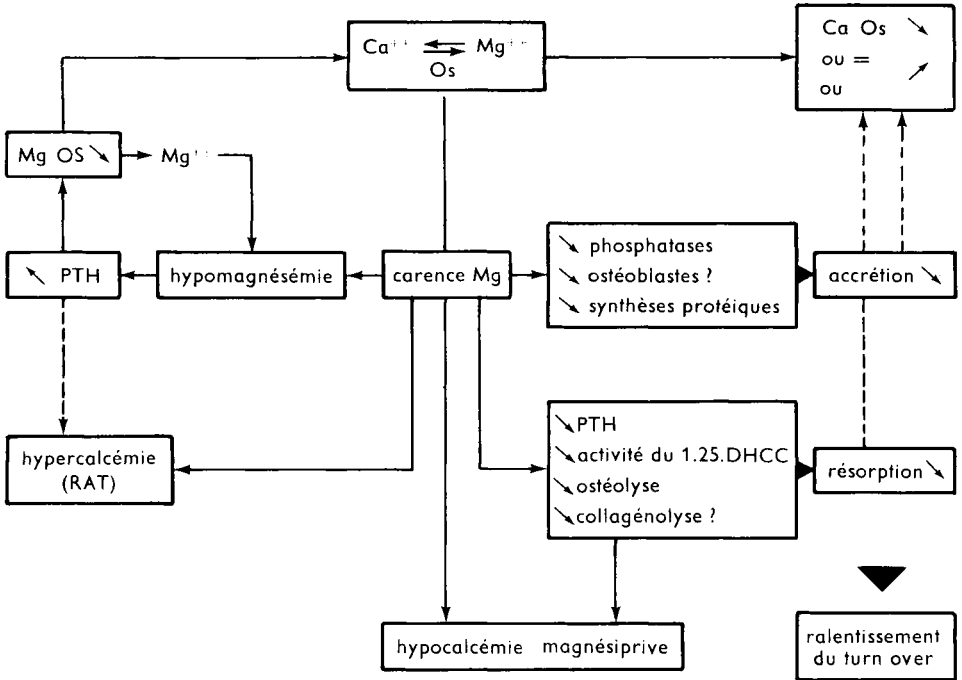 Ca++ ⇄ Mg++
Os
Ca Os ↘
ou = ↗
ou
Mg OS ↘
Mg++
↖ PTH
hypomagnésémie
carence Mg
↘ phosphatases
↘ ostéoblastes ?
↘ synthèses protéiques
accrétion ↘
hypercalcémie
(RAT)
↘ PTH
↘ activité du 1.25.DHCC
↘ ostéolyse
↘ collagénolyse ?
résorption ↘
hypocalcémie magnésiprive
ralentissement
du turn over